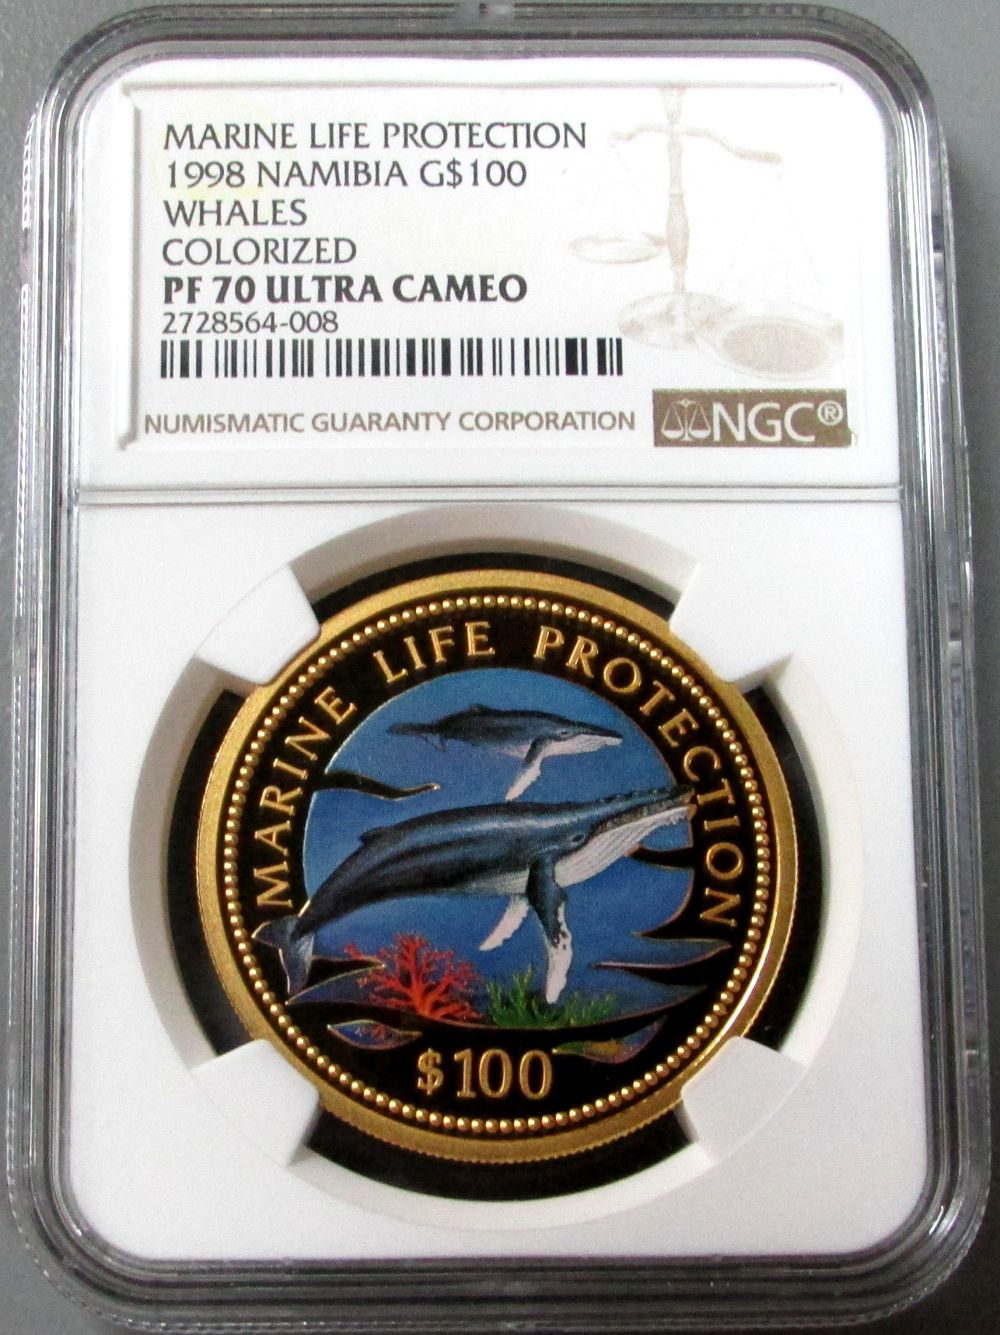 MARINE LIFE PROTECTION
1998 NAMIBIA G$100
WHALES
COLORIZED
PF 70 ULTRA CAMEO
2728564-008
NUMISMATIC GUARANTY CORPORATION
NGC®
MARINE LIFE PROTECTION
$100